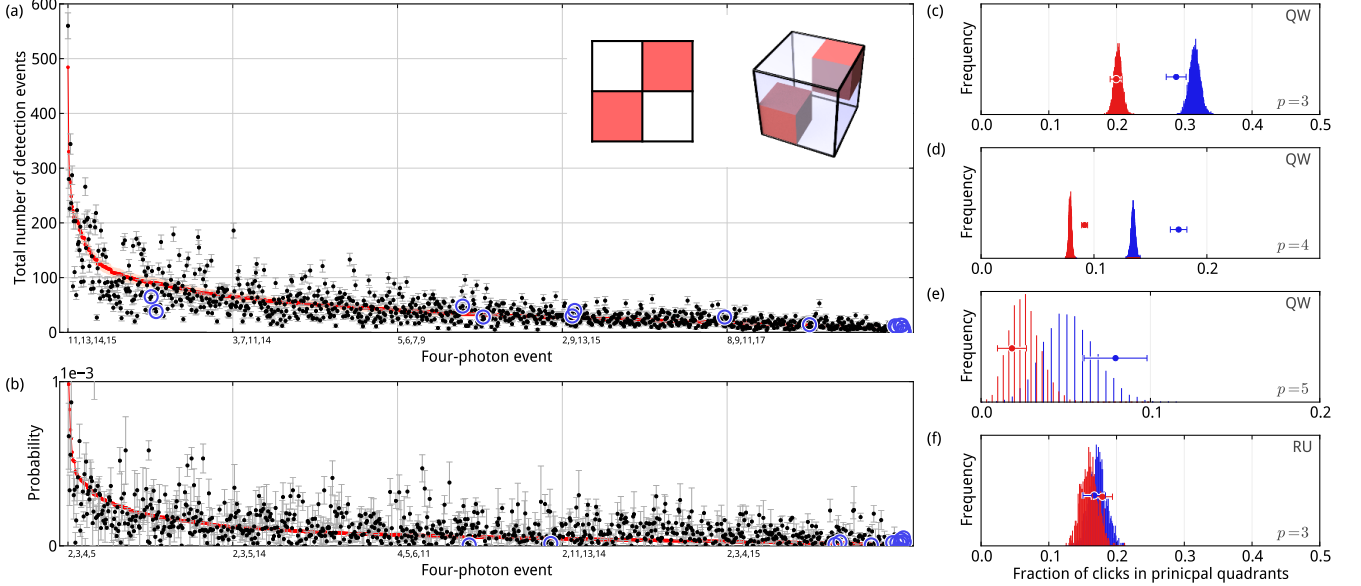 (a)
Total number of detection events
600
500
400
300
200
100
0
11,13,14,15
3,7,11,14
5,6,7,9
2,9,13,15
8,9,11,17
Four-photon event
(b)
1e−3
1
Probability
0
2,3,4,5
2,3,5,14
4,5,6,11
2,11,13,14
2,3,4,15
Four-photon event
(c)
Frequency
QW
p=3
0.0 0.1 0.2 0.3 0.4 0.5
(d)
Frequency
QW
p=4
0.0 0.1 0.2
(e)
Frequency
QW
p=5
0.0 0.1 0.2
(f)
Frequency
RU
p=3
0.0 0.1 0.2 0.3 0.4 0.5
Fraction of clicks in prinicpal quadrants